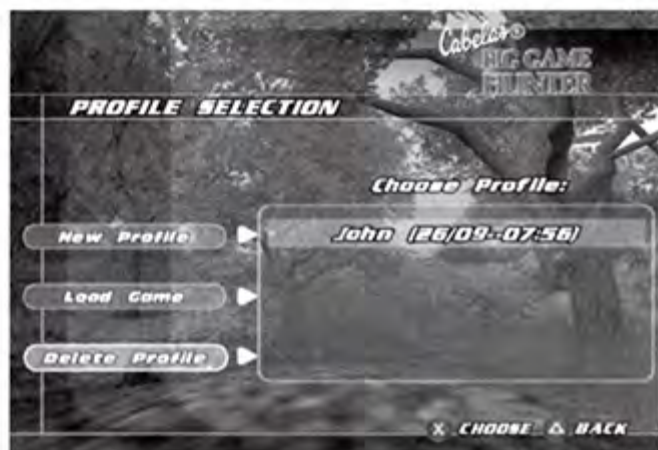 Cabela's®
BIG GAME
HUNTER
PROFILE SELECTION
Choose Profile:
New Profile
John (26/09--07:56)
Load Game
Delete Profile
X CHOOSE △ BACK